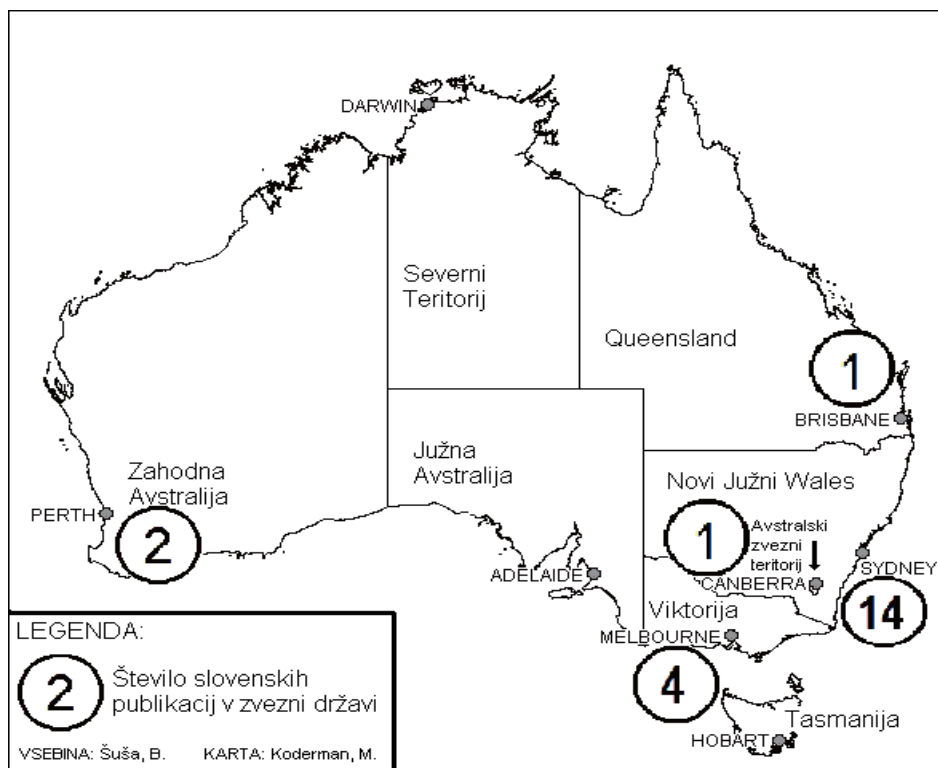 DARWIN
Severni
Teritorij
Queensland
1
BRISBANE
Južna
Avstralija
Zahodna
Avstralija
Novi Južni Wales
PERTH
2
1
Avstralski
zvezni
teritorij
SYDNEY
ADELAIDE
CANBERRA
Viktorija
14
MELBOURNE
4
Tasmanija
HOBART
LEGENDA:
2
Število slovenskih
publikacij v zvezni državi
VSEBINA: Šuša, B. KARTA: Koderman, M.